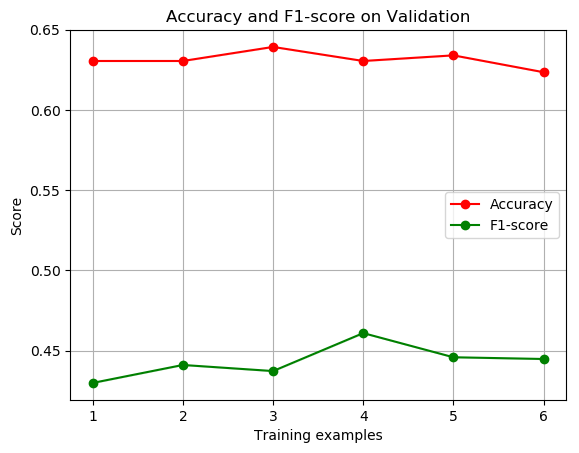 Accuracy and F1-score on Validation
0.65
0.60
0.55
0.50
0.45
Score
Accuracy
F1-score
1 2 3 4 5 6
Training examples